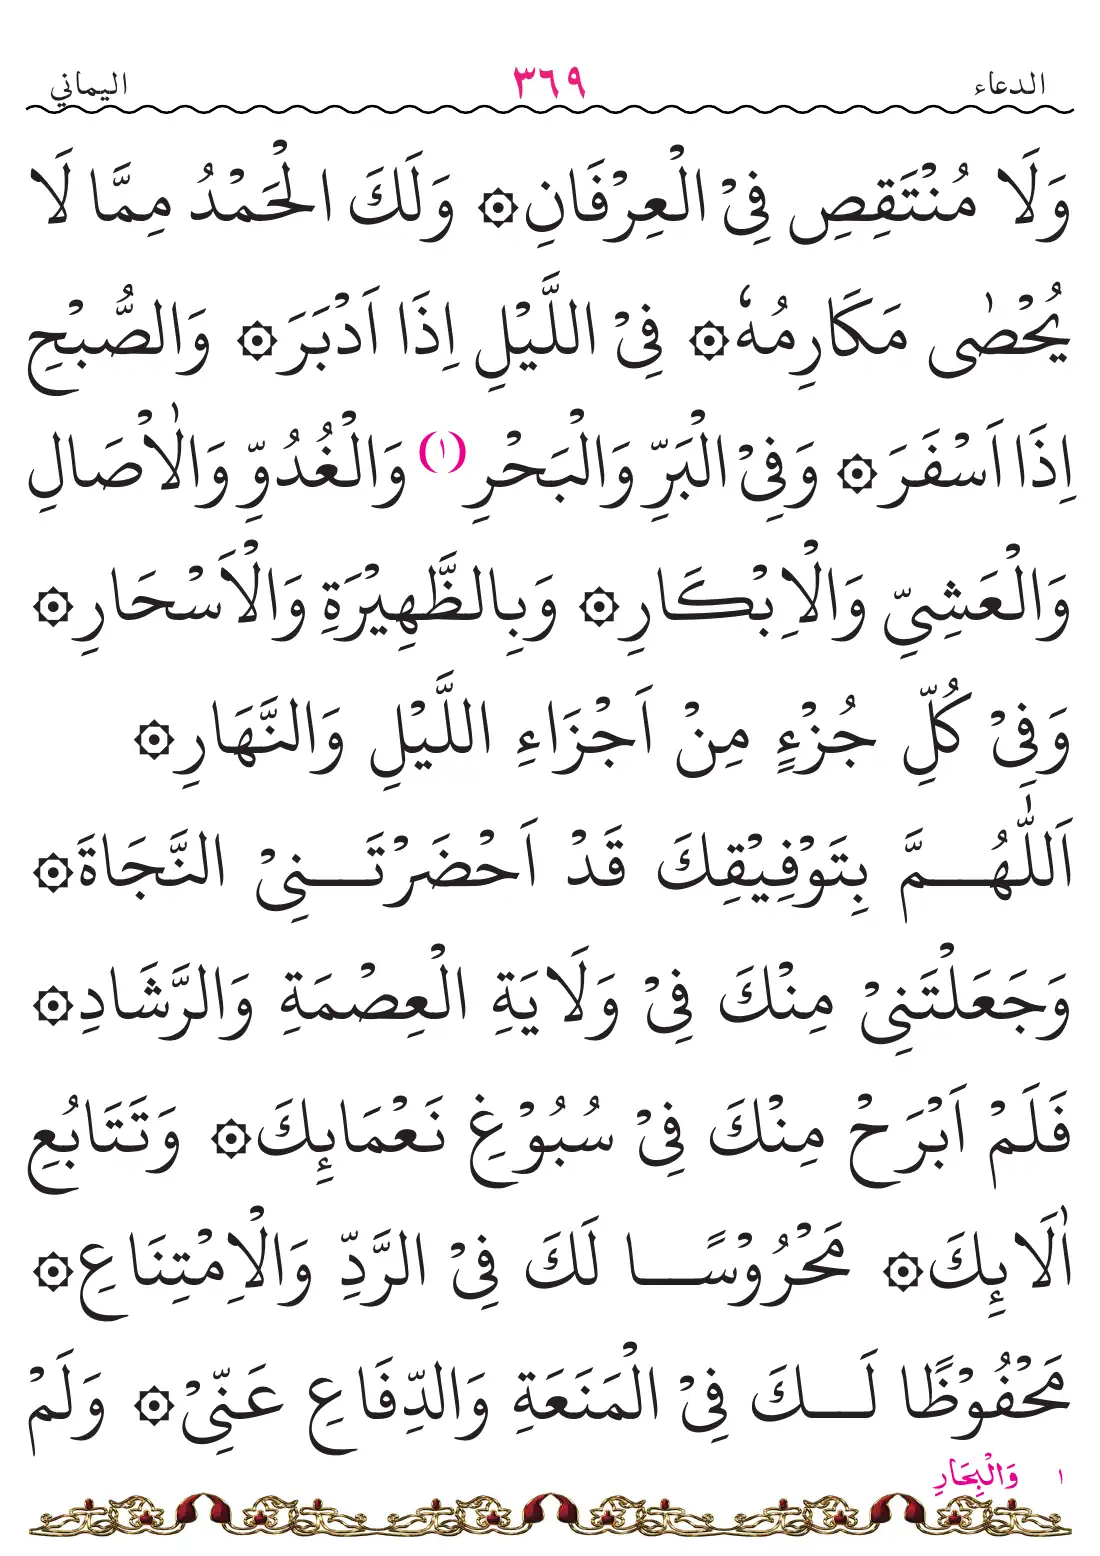 الدعاء ٣٦٩ اليماني
وَلَا مُنْتَقِصِ فِيْ الْعِرْفَانِ۞ وَلَكَ الْحَمْدُ مِمَّا لَا
يُحْصٰى مَكَارِمُهٗ۞ فِيْ اللَّيْلِ اِذَا اَدْبَرَ۞ وَالصُّبْحِ
اِذَا اَسْفَرَ۞ وَفِيْ الْبَرِّ وَالْبَحْرِ (١) وَالْغُدُوِّ وَالْاٰصَالِ
وَالْعَشِيِّ وَالْاِبْكَارِ۞ وَبِالظَّهِيْرَةِ وَالْاَسْحَارِ۞
وَفِيْ كُلِّ جُزْءٍ مِنْ اَجْزَاءِ اللَّيْلِ وَالنَّهَارِ۞
اَللّٰهُمَّ بِتَوْفِيْقِكَ قَدْ اَحْضَرْتَنِيْ النَّجَاةَ۞
وَجَعَلْتَنِيْ مِنْكَ فِيْ وَلَايَةِ الْعِصْمَةِ وَالرَّشَادِ۞
فَلَمْ اَبْرَحْ مِنْكَ فِيْ سُبُوْغِ نَعْمَاىِٕكَ۞ وَتَتَابُعِ
اٰلَاىِٕكَ۞ مَحْرُوْسًا لَكَ فِيْ الرَّدِّ وَالْاِمْتِنَاعِ۞
مَحْفُوْظًا لَكَ فِيْ الْمَنَعَةِ وَالدِّفَاعِ عَنِّيْ۞ وَلَمْ
١ وَالْبِحَارِ